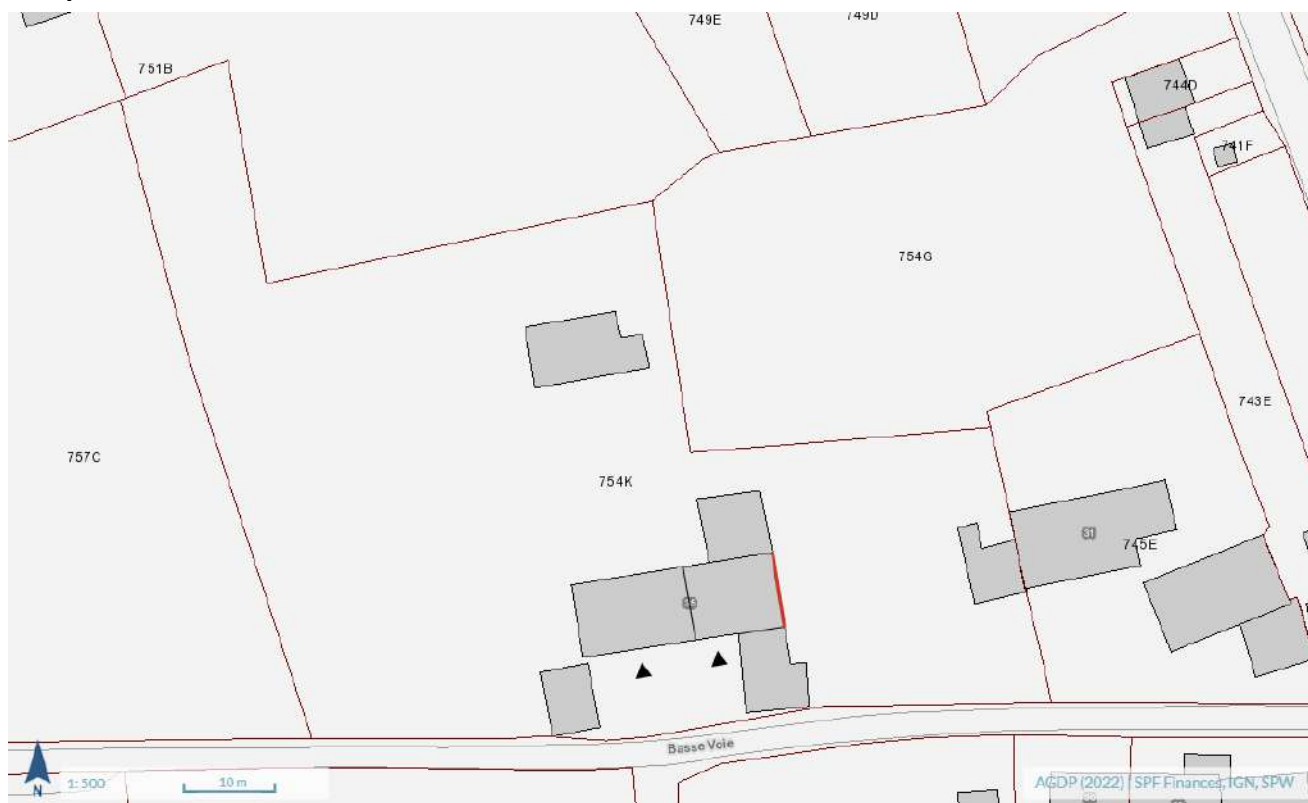 749E
749D
751B
744D
741F
754G
743E
757C
754K
745E
Basse Voie
N
1:500
10 m
AGDP (2022) | SPF Finances, IGN, SPW